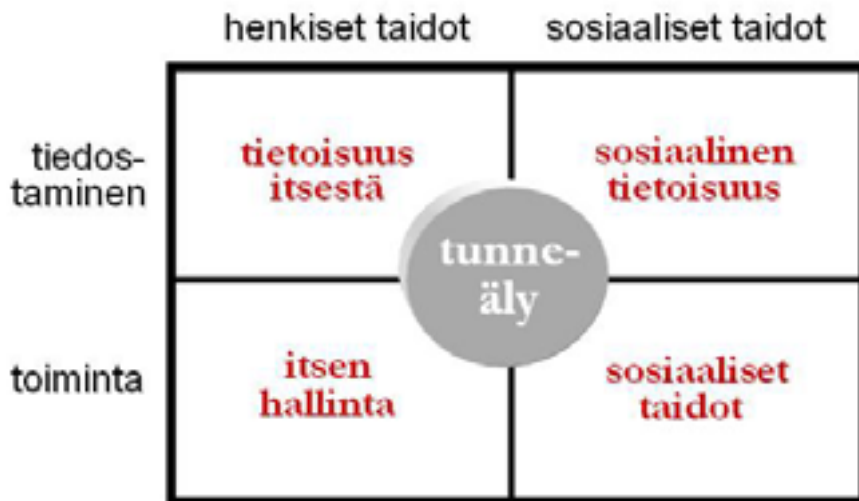 henkiset taidot sosiaaliset taidot
tiedos-
taminen
tietoisuus
itsestä
sosiaalinen
tietoisuus
tunne-
äly
toiminta
itsen
hallinta
sosiaaliset
taidot